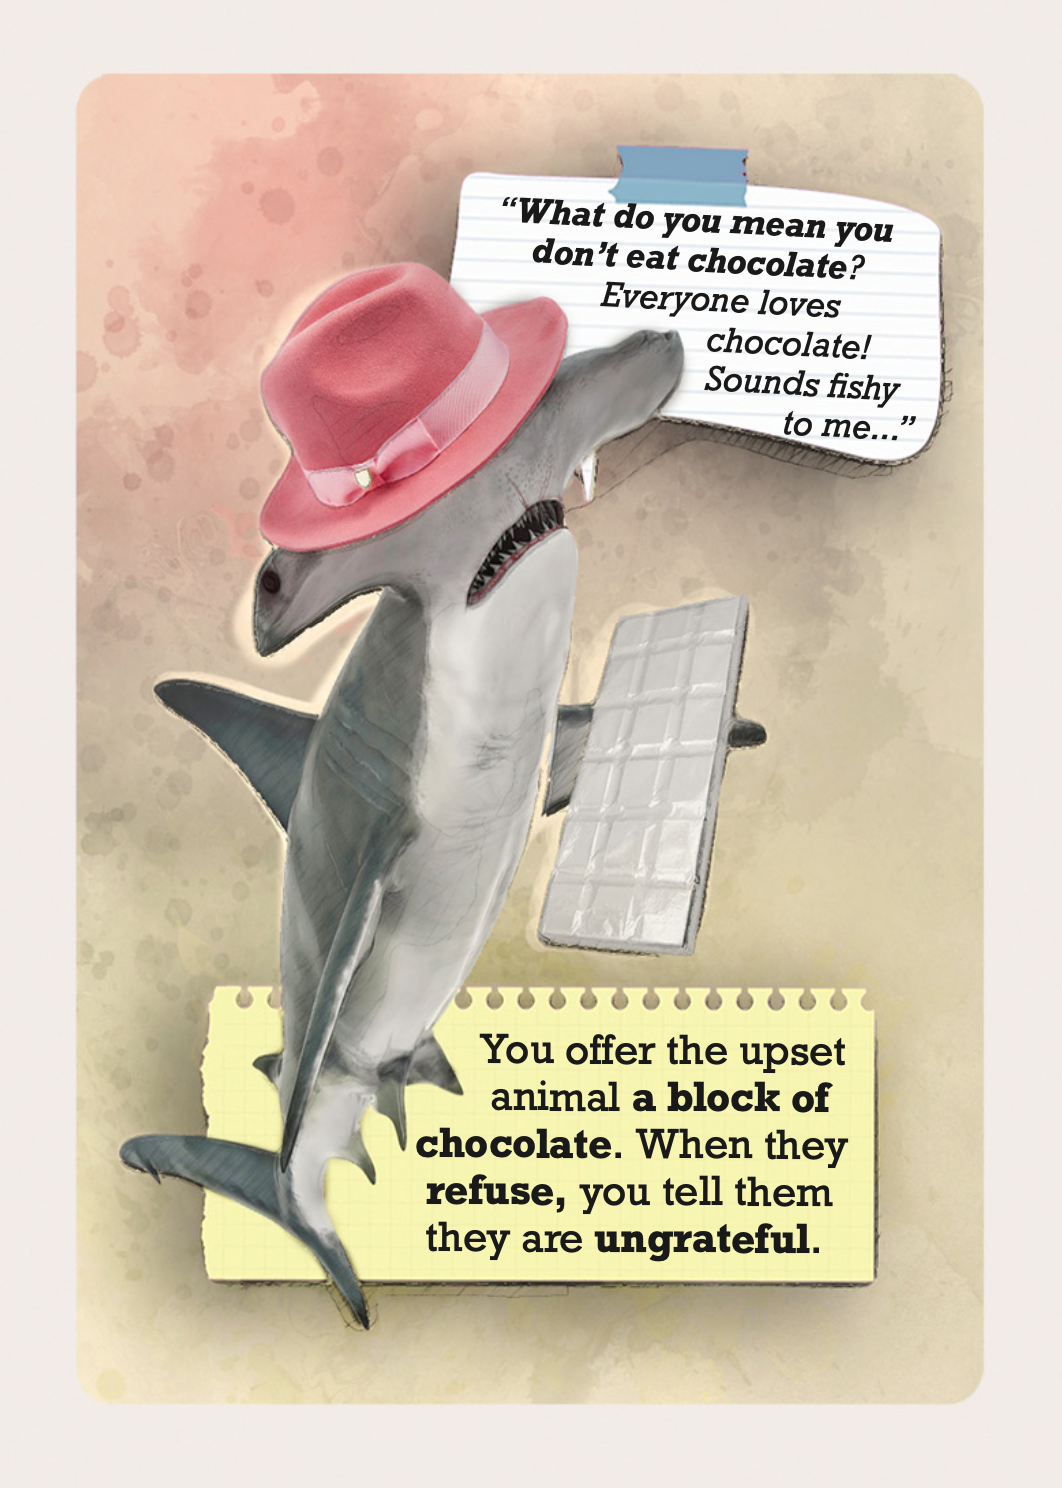 “What do you mean you
don’t eat chocolate?
Everyone loves
chocolate!
Sounds fishy
to me...”
You offer the upset
animal a block of
chocolate. When they
refuse, you tell them
they are ungrateful.